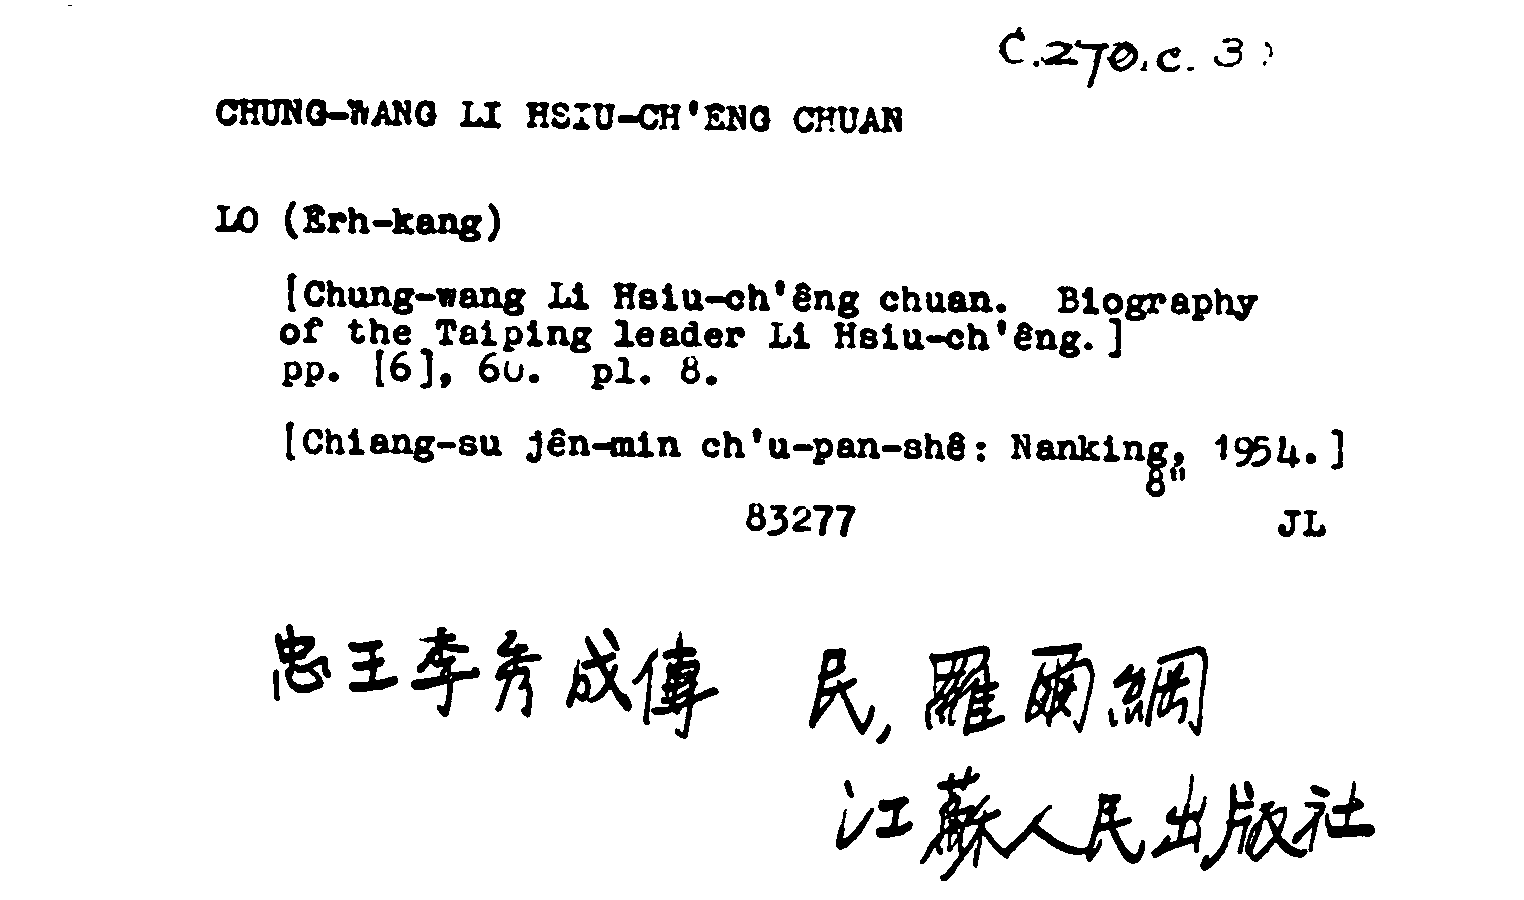 C.270.c.3
CHUNG-WANG LI HSIU-CH'ENG CHUAN
LO (Êrh-kang)
[Chung-wang Li Hsiu-ch'êng chuan. Biography
of the Taiping leader Li Hsiu-ch'êng.]
pp. [6], 60. pl. 8.
[Chiang-su jên-min ch'u-pan-shê: Nanking, 1954.]
8"
83277 JL
忠王李秀成傳 民, 羅爾綱
江蘇人民出版社